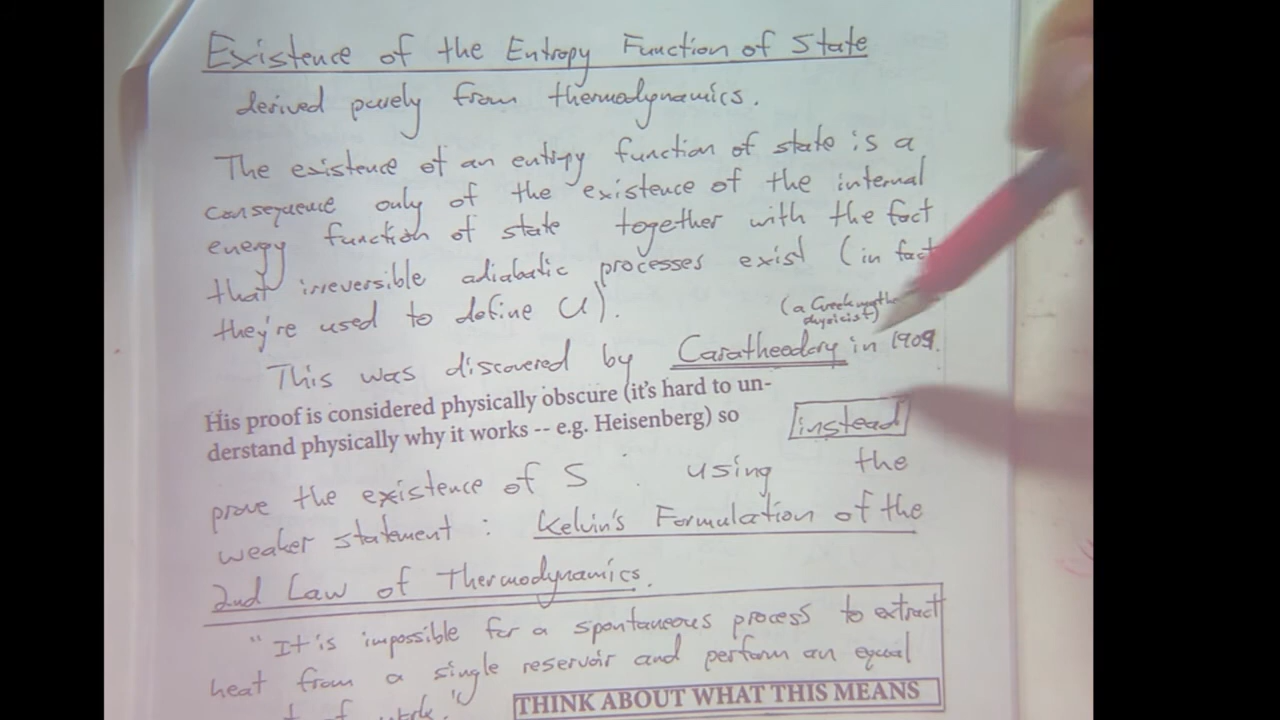 Existence of the Entropy Function of State
derived purely from thermodynamics.
The existence of an entropy function of state is a
consequence only of the existence of the internal
energy function of state together with the fact
that irreversible adiabatic processes exist (in fact
they're used to define U).
(a Greek
physicist)
This was discovered by Caratheodory in 1909.
His proof is considered physically obscure (it's hard to un-
derstand physically why it works -- e.g. Heisenberg) so
instead
prove the existence of S : using the
weaker statement : Kelvin's Formulation of the
2nd Law of Thermodynamics.
"It is impossible for a spontaneous process to extract
heat from a single reservoir and perform an equal
of work."
THINK ABOUT WHAT THIS MEANS